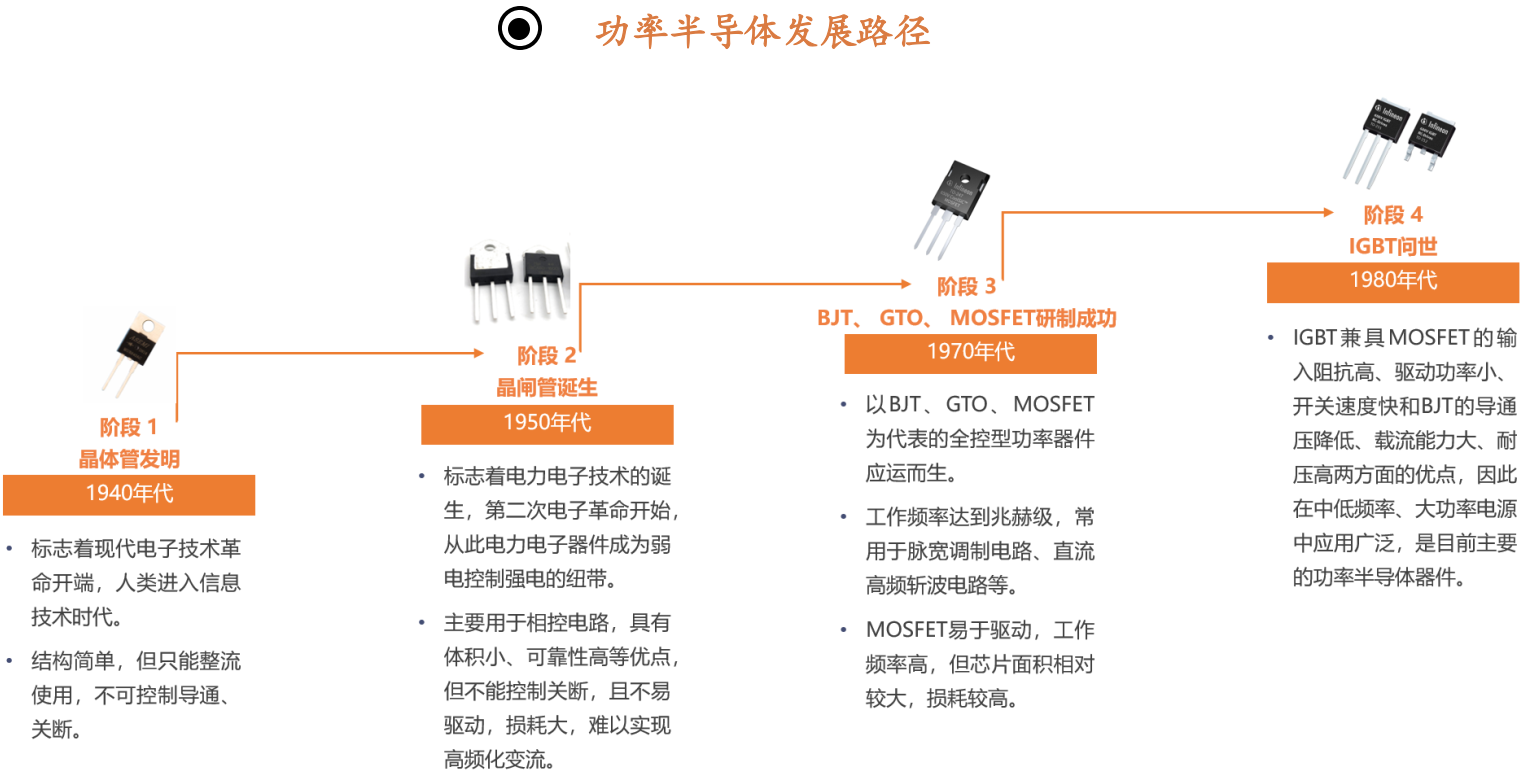 功率半导体发展路径
阶段 1
晶体管发明
1940年代
• 标志着现代电子技术革
命开端，人类进入信息
技术时代。
• 结构简单，但只能整流
使用，不可控制导通、
关断。
阶段 2
晶闸管诞生
1950年代
• 标志着电力电子技术的诞
生，第二次电子革命开始，
从此电力电子器件成为弱
电控制强电的纽带。
• 主要用于相控电路，具有
体积小、可靠性高等优点，
但不能控制关断，且不易
驱动，损耗大，难以实现
高频化变流。
Infineon
阶段 3
BJT、 GTO、 MOSFET研制成功
1970年代
• 以BJT、GTO、MOSFET
为代表的全控型功率器件
应运而生。
• 工作频率达到兆赫级，常
用于脉宽调制电路、直流
高频斩波电路等。
• MOSFET易于驱动，工作
频率高，但芯片面积相对
较大，损耗较高。
Infineon
Infineon
阶段 4
IGBT问世
1980年代
• IGBT兼具MOSFET的输
入阻抗高、驱动功率小、
开关速度快和BJT的导通
压降低、载流能力大、耐
压高两方面的优点，因此
在中低频率、大功率电源
中应用广泛，是目前主要
的功率半导体器件。